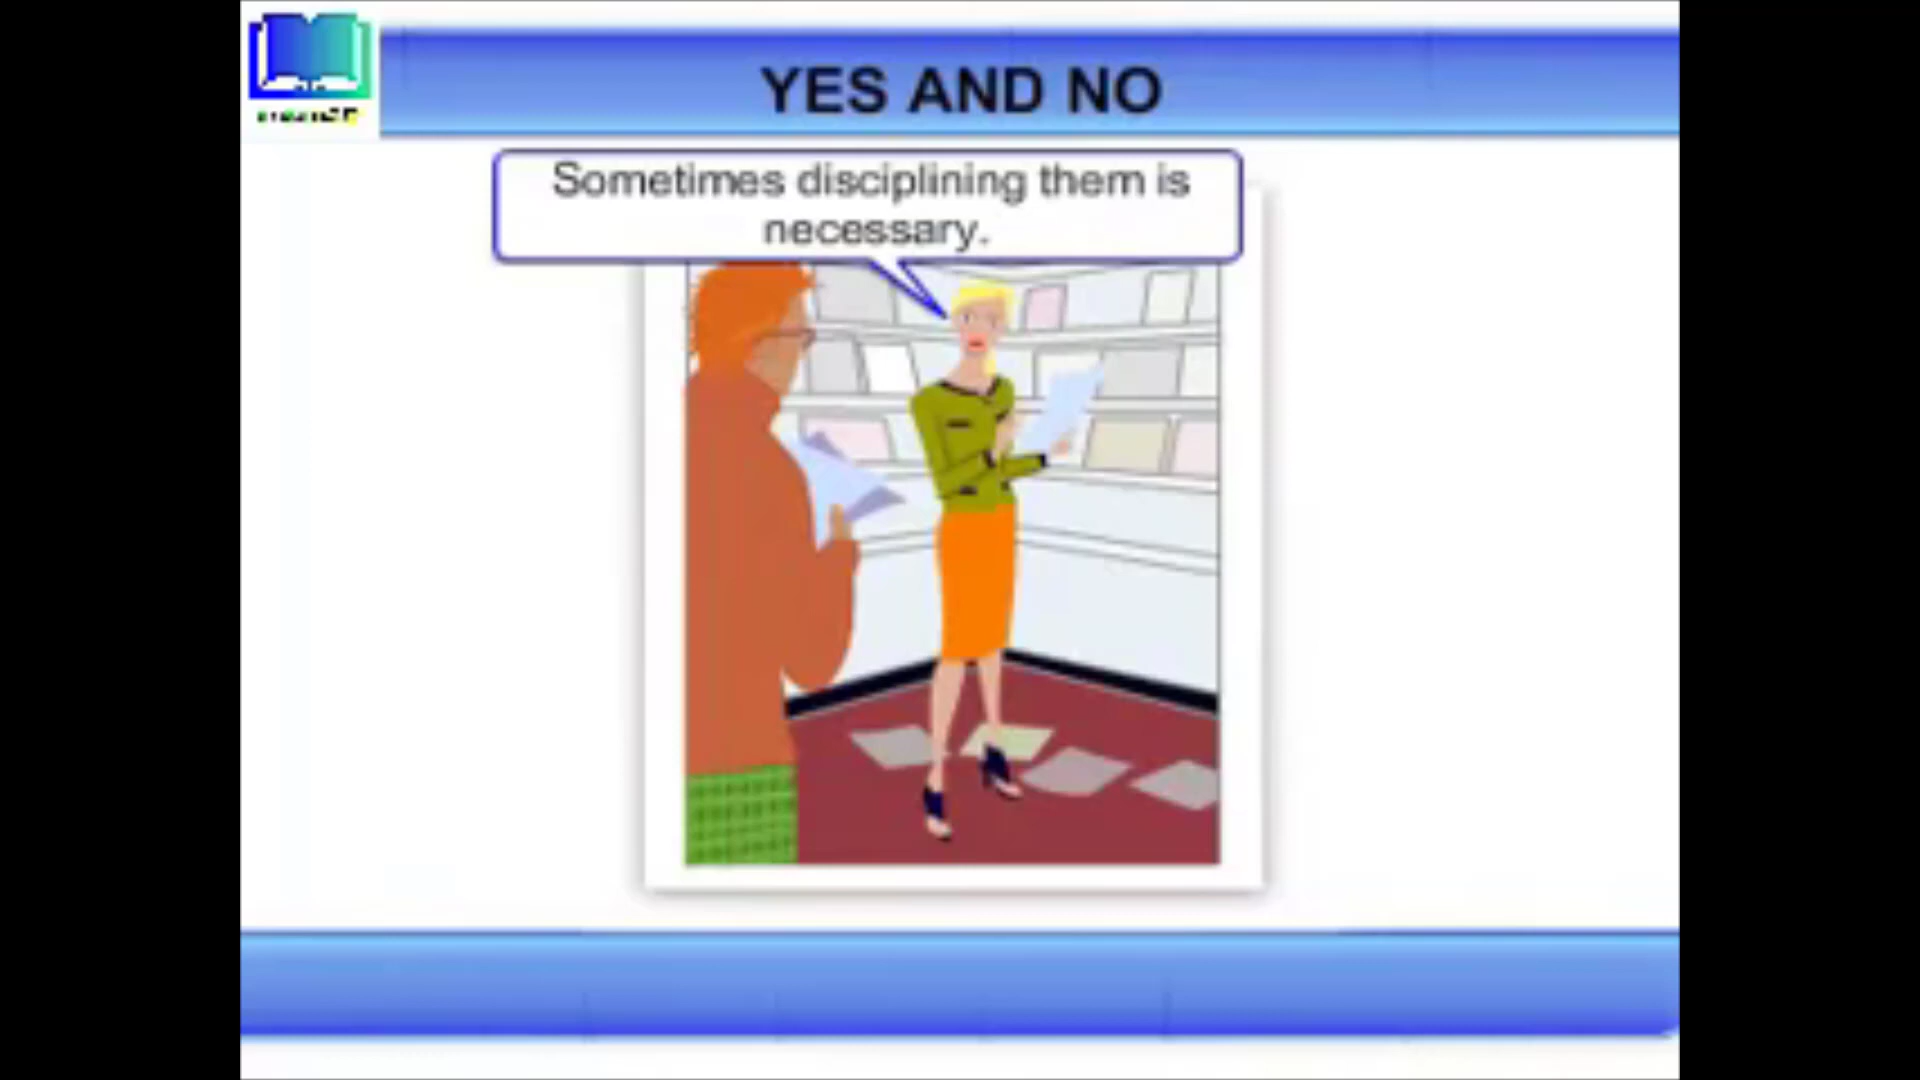 YES AND NO
Sometimes disciplining them is
necessary.